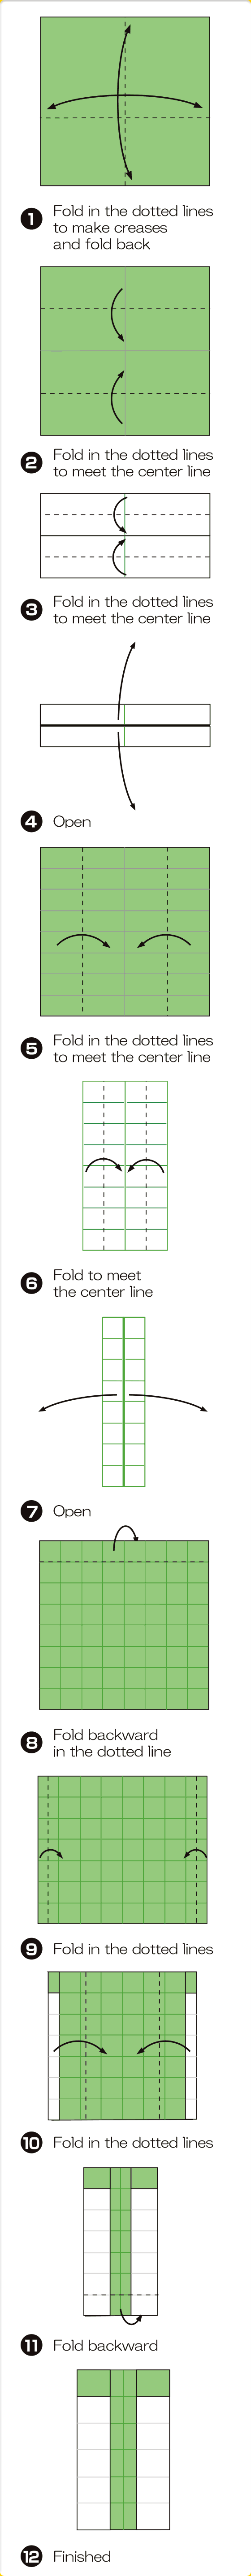 1 Fold in the dotted lines
to make creases
and fold back
2 Fold in the dotted lines
to meet the center line
3 Fold in the dotted lines
to meet the center line
4 Open
5 Fold in the dotted lines
to meet the center line
6 Fold to meet
the center line
7 Open
8 Fold backward
in the dotted line
9 Fold in the dotted lines
10 Fold in the dotted lines
11 Fold backward
12 Finished